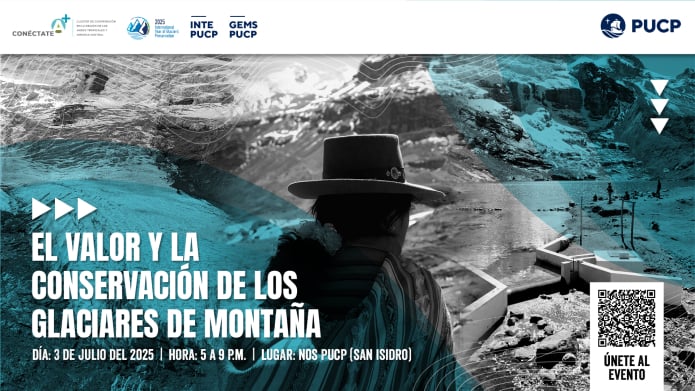 CONÉCTATE A+
2025
International
Year of Glaciers'
Preservation
INTE
PUCP
GEMS
PUCP
PUCP
EL VALOR Y LA
CONSERVACIÓN DE LOS
GLACIARES DE MONTAÑA
DÍA: 3 DE JULIO DEL 2025 | HORA: 5 A 9 P.M. | LUGAR: NOS PUCP (SAN ISIDRO)
ÚNETE AL
EVENTO